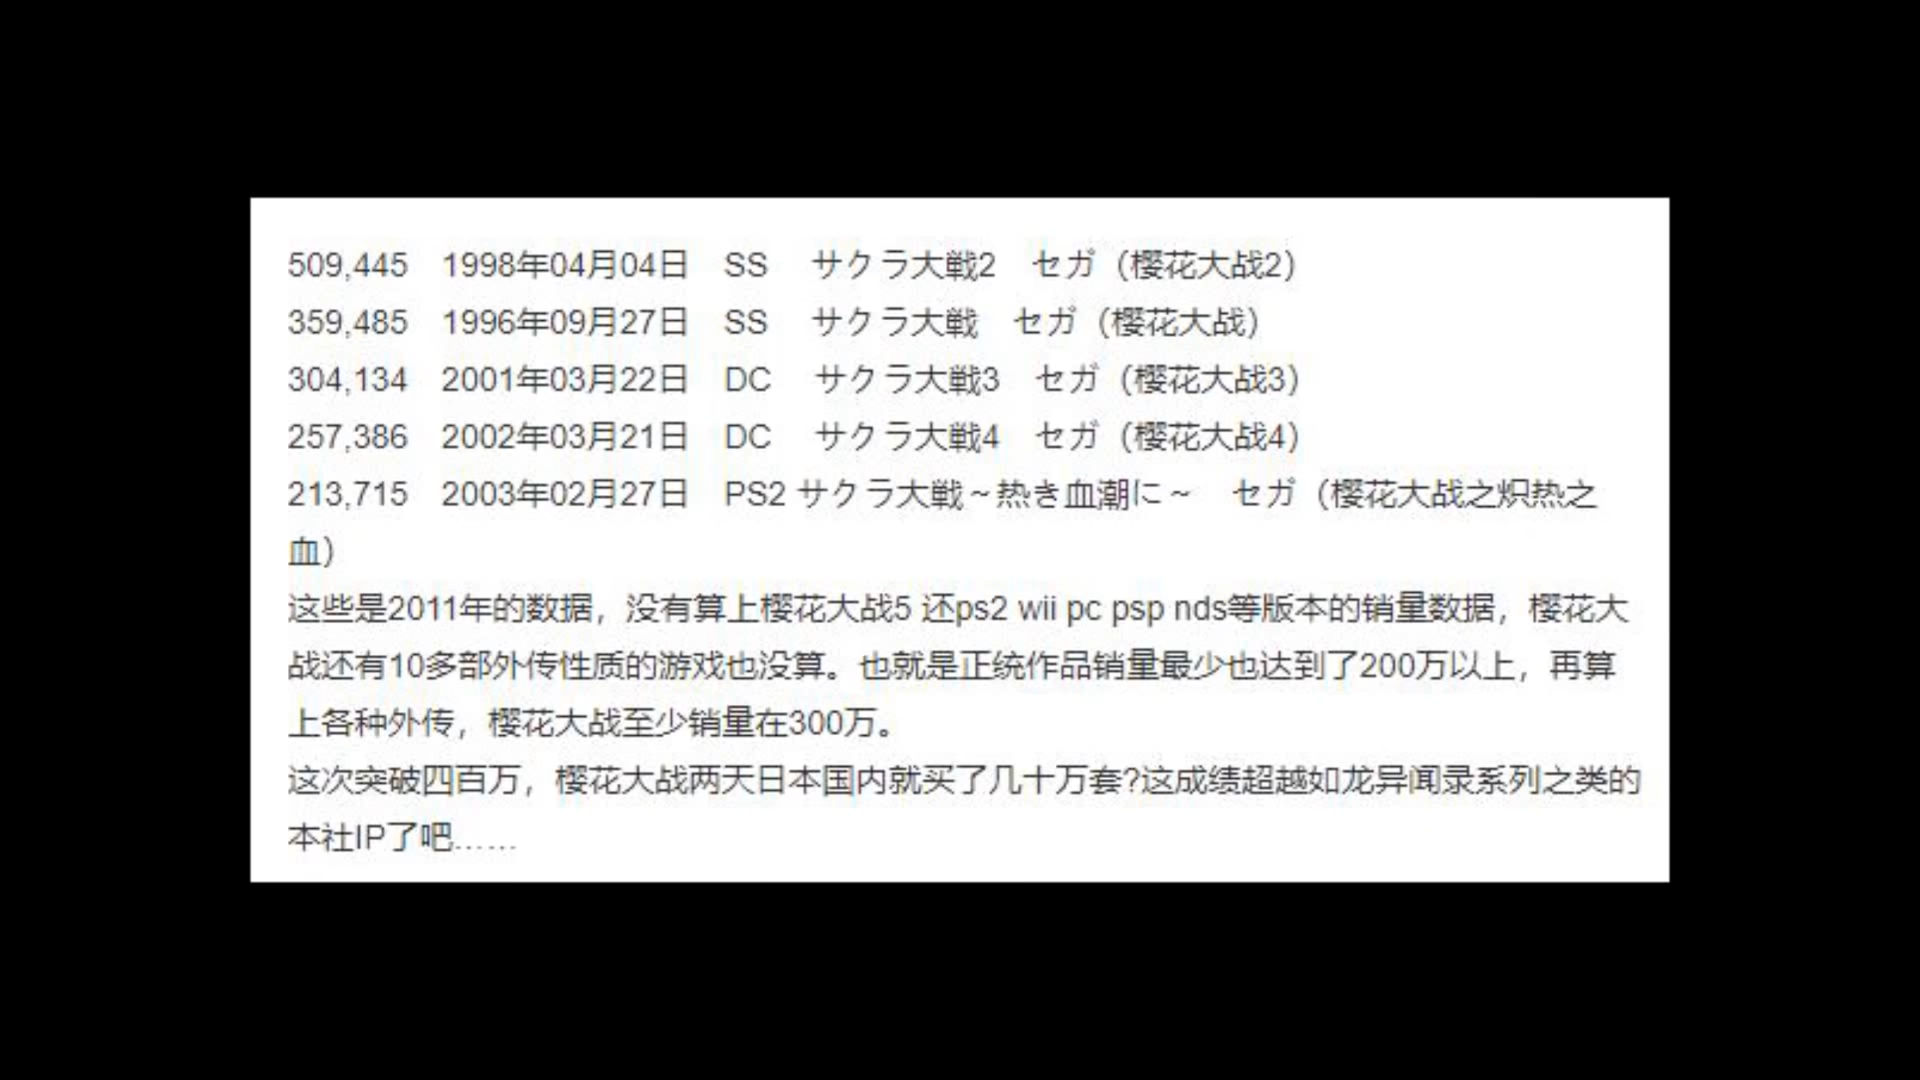 509,445　1998年04月04日　SS　サクラ大戦2　セガ（樱花大战2）
359,485　1996年09月27日　SS　サクラ大戦　セガ（樱花大战）
304,134　2001年03月22日　DC　サクラ大戦3　セガ（樱花大战3）
257,386　2002年03月21日　DC　サクラ大戦4　セガ（樱花大战4）
213,715　2003年02月27日　PS2 サクラ大戦～热き血潮に～　セガ（樱花大战之炽热之
血）
这些是2011年的数据，没有算上樱花大战5 还ps2 wii pc psp nds等版本的销量数据，樱花大
战还有10多部外传性质的游戏也没算。也就是正统作品销量最少也达到了200万以上，再算
上各种外传，樱花大战至少销量在300万。
这次突破四百万，樱花大战两天日本国内就买了几十万套?这成绩超越如龙异闻录系列之类的
本社IP了吧……